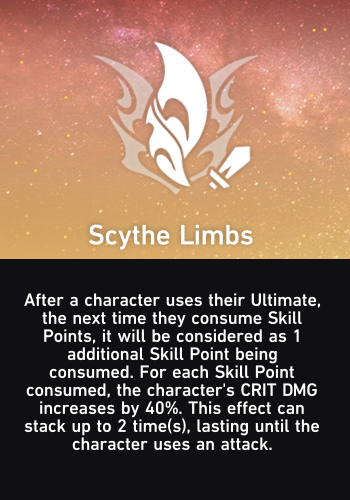 Scythe Limbs
After a character uses their Ultimate,
the next time they consume Skill
Points, it will be considered as 1
additional Skill Point being
consumed. For each Skill Point
consumed, the character's CRIT DMG
increases by 40%. This effect can
stack up to 2 time(s), lasting until the
character uses an attack.